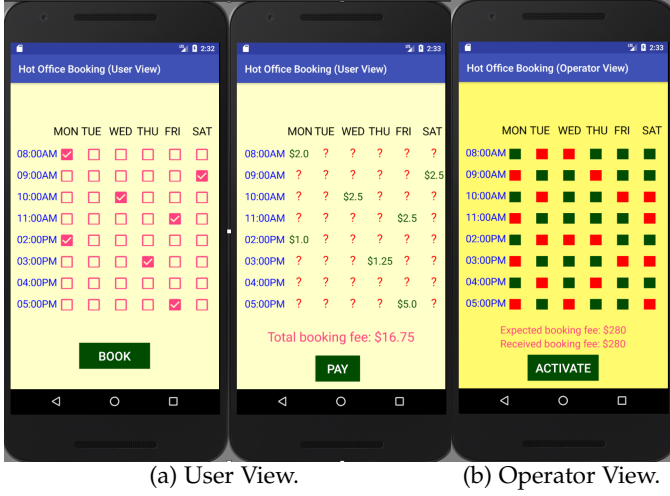 2:32
Hot Office Booking (User View)
MON TUE WED THU FRI SAT
08:00AM
09:00AM
10:00AM
11:00AM
02:00PM
03:00PM
04:00PM
05:00PM
BOOK
2:33
Hot Office Booking (User View)
MON TUE WED THU FRI SAT
08:00AM $2.0 ? ? ? ? ?
09:00AM ? ? ? ? ? $2.5
10:00AM ? ? $2.5 ? ? ?
11:00AM ? ? ? ? $2.5 ?
02:00PM $1.0 ? ? ? ? ?
03:00PM ? ? ? $1.25 ? ?
04:00PM ? ? ? ? ? ?
05:00PM ? ? ? ? $5.0 ?
Total booking fee: $16.75
PAY
2:33
Hot Office Booking (Operator View)
MON TUE WED THU FRI SAT
08:00AM
09:00AM
10:00AM
11:00AM
02:00PM
03:00PM
04:00PM
05:00PM
Expected booking fee: $280
Received booking fee: $280
ACTIVATE
(a) User View.
(b) Operator View.